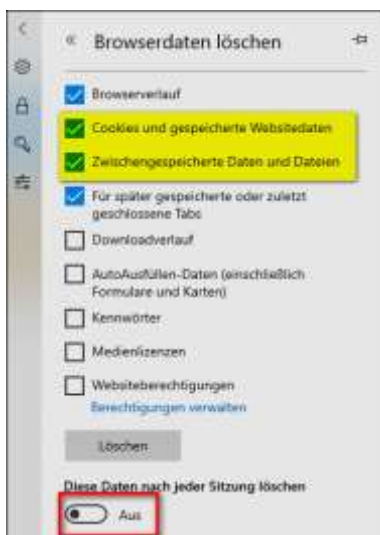 Browserdaten löschen
Browserverlauf
Cookies und gespeicherte Websitedaten
Zwischengespeicherte Daten und Dateien
Für später gespeicherte oder zuletzt
geschlossene Tabs
Downloadverlauf
AutoAusfüllen-Daten (einschließlich
Formulare und Karten)
Kennwörter
Medienlizenzen
Websiteberechtigungen
Berechtigungen verwalten
Löschen
Diese Daten nach jeder Sitzung löschen
Aus